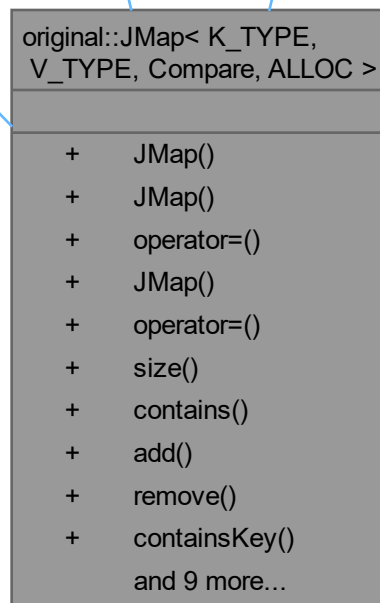 original::JMap< K_TYPE,
V_TYPE, Compare, ALLOC >
+ JMap()
+ JMap()
+ operator=()
+ JMap()
+ operator=()
+ size()
+ contains()
+ add()
+ remove()
+ containsKey()
and 9 more...